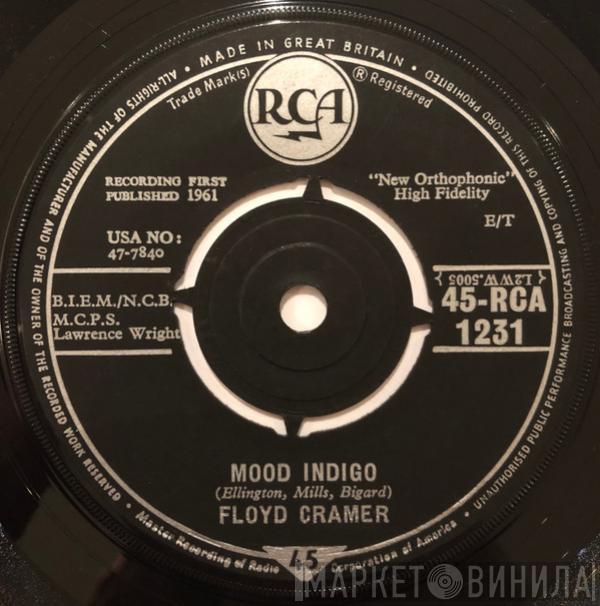 · MADE IN GREAT BRITAIN ·
ALL-RIGHTS OF THE MANUFACTURER AND OF THE OWNER OF THE RECORDED WORK RESERVED ·
UNAUTHORISED PUBLIC PERFORMANCE BROADCASTING AND COPYING OF THIS RECORD PROHIBITED ·
Trade Mark(s)
® Registered
RCA
RECORDING FIRST
PUBLISHED 1961
"New Orthophonic"
High Fidelity
E/T
USA NO:
47-7840
B.I.E.M./N.C.B.
M.C.P.S.
Lawrence Wright
L2WW.5005
45-RCA
1231
MOOD INDIGO
(Ellington, Mills, Bigard)
FLOYD CRAMER
· Master Recording of Radio Corporation of America ·
45
МАРКЕТ ВИНИЛА